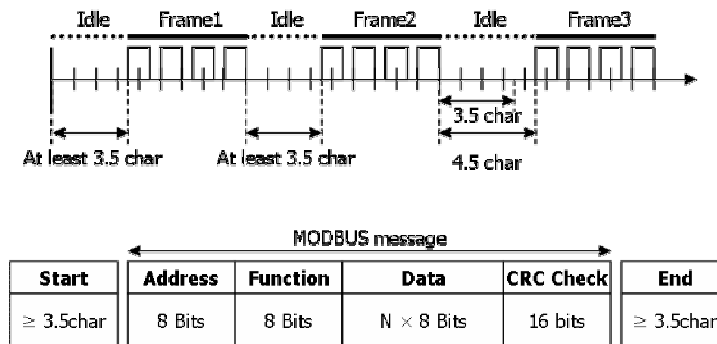 Idle Frame1 Idle Frame2 Idle Frame3
3.5 char
At least 3.5 char At least 3.5 char 4.5 char
MODBUS message
Start Address Function Data CRC Check End
≥ 3.5char 8 Bits 8 Bits N × 8 Bits 16 bits ≥ 3.5char